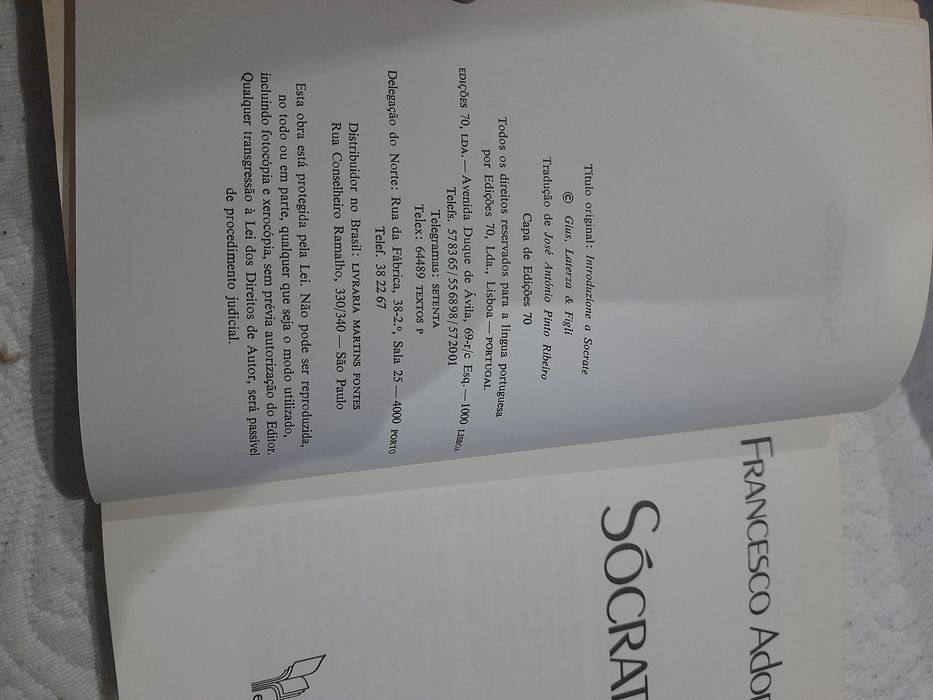 Título original: Introduzione a Socrate
© Gius, Laterza & Figli
Tradução de José António Pinto Ribeiro
Capa de Edições 70
Todos os direitos reservados para a língua portuguesa
por Edições 70, Lda., Lisboa — PORTUGAL
EDIÇÕES 70, LDA. — Avenida Duque de Ávila, 69-r/c Esq. — 1000 LISBOA
Telefs. 578365/556898/572001
Telegramas: SETENTA
Telex: 64489 TEXTOS P
Delegação do Norte: Rua da Fábrica, 38-2.º, Sala 25 — 4000 PORTO
Telef. 382267
Distribuidor no Brasil: LIVRARIA MARTINS FONTES
Rua Conselheiro Ramalho, 330/340 — São Paulo
Esta obra está protegida pela Lei. Não pode ser reproduzida,
no todo ou em parte, qualquer que seja o modo utilizado,
incluindo fotocópia e xerocópia, sem prévia autorização do Editor.
Qualquer transgressão à Lei dos Direitos de Autor, será passível
de procedimento judicial.
FRANCESCO ADOR
SÓCRAT